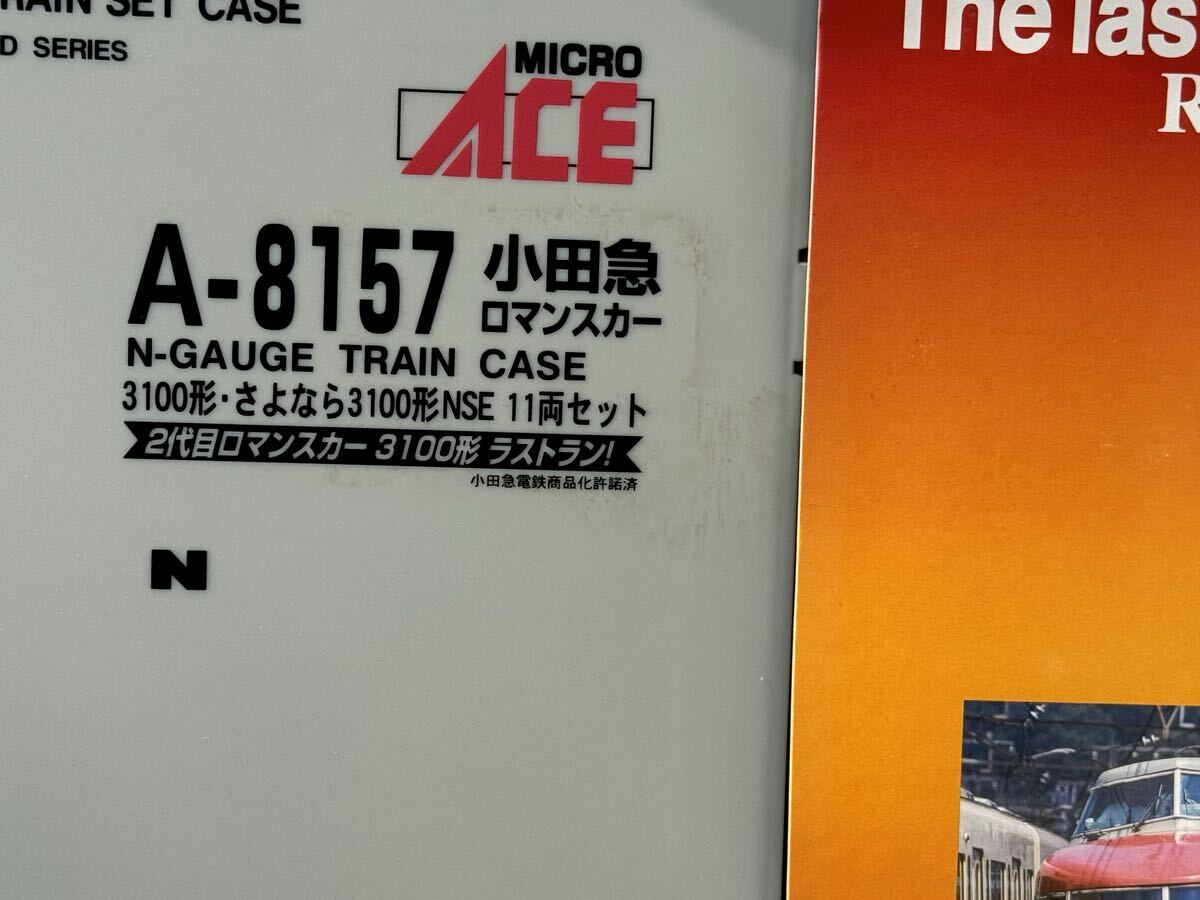 TRAIN SET CASE
D SERIES
MICRO
ACE
A-8157 小田急
ロマンスカー
N-GAUGE TRAIN CASE
3100形・さよなら3100形NSE 11両セット
2代目ロマンスカー 3100形 ラストラン!
小田急電鉄商品化許諾済
N
The las
R